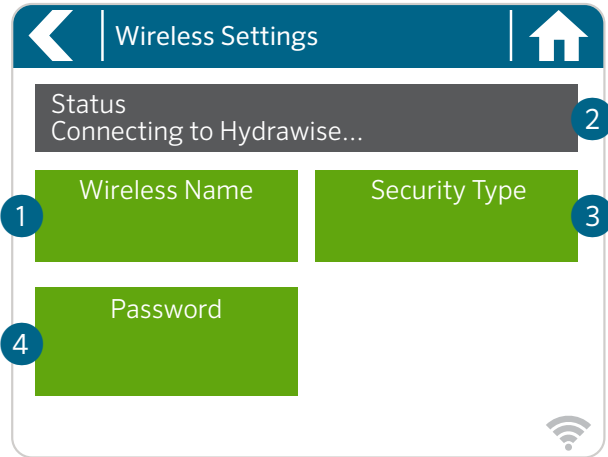 Wireless Settings
Status
Connecting to Hydrawise...
2
Wireless Name
Security Type
1
3
Password
4